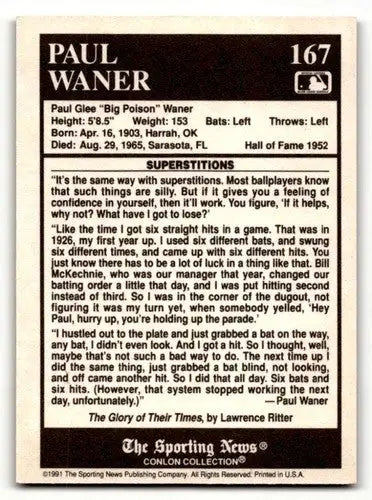 PAUL
WANER
167
Paul Glee "Big Poison" Waner
Height: 5'8.5" Weight: 153 Bats: Left Throws: Left
Born: Apr. 16, 1903, Harrah, OK
Died: Aug. 29, 1965, Sarasota, FL Hall of Fame 1952
SUPERSTITIONS
"It's the same way with superstitions. Most ballplayers know
that such things are silly. But if it gives you a feeling of
confidence in yourself, then it'll work. You figure, 'If it helps,
why not? What have I got to lose?'
"Like the time I got six straight hits in a game. That was in
1926, my first year up. I used six different bats, and swung
six different times, and came up with six different hits. You
just know there has to be a lot of luck in a thing like that. Bill
McKechnie, who was our manager that year, changed our
batting order a little that day, and I was put hitting second
instead of third. So I was in the corner of the dugout, not
figuring it was my turn yet, when somebody yelled, 'Hey
Paul, hurry up, you're holding up the parade.'
"I hustled out to the plate and just grabbed a bat on the way,
any bat, I didn't even look. And I got a hit. So I thought, well,
maybe that's not such a bad way to do. The next time up I
did the same thing, just grabbed a bat blind, not looking,
and off came another hit. So I did that all day. Six bats and
six hits. (However, that system stopped working the next
day, unfortunately.)" —Paul Waner
The Glory of Their Times, by Lawrence Ritter
The Sporting News®
CONLON COLLECTION®
©1991 The Sporting News Publishing Company. All Rights Reserved. Printed in U.S.A.